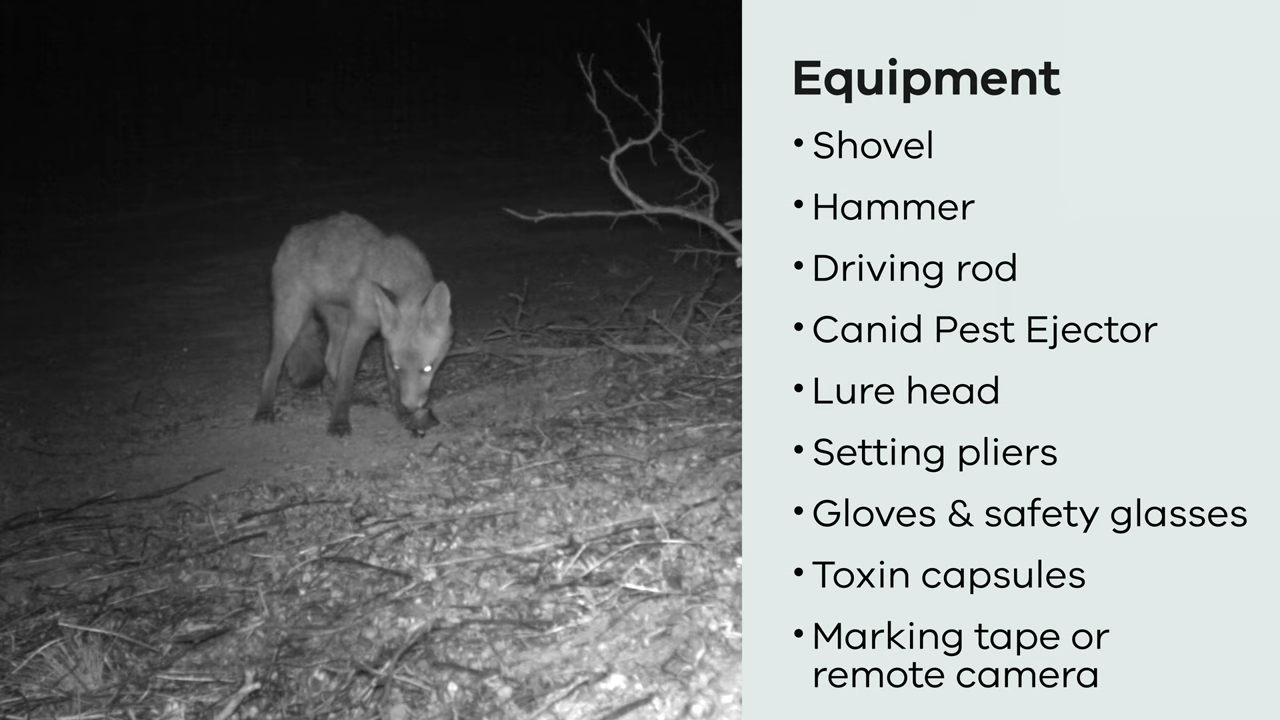 Equipment
• Shovel
• Hammer
• Driving rod
• Canid Pest Ejector
• Lure head
• Setting pliers
• Gloves & safety glasses
• Toxin capsules
• Marking tape or
remote camera